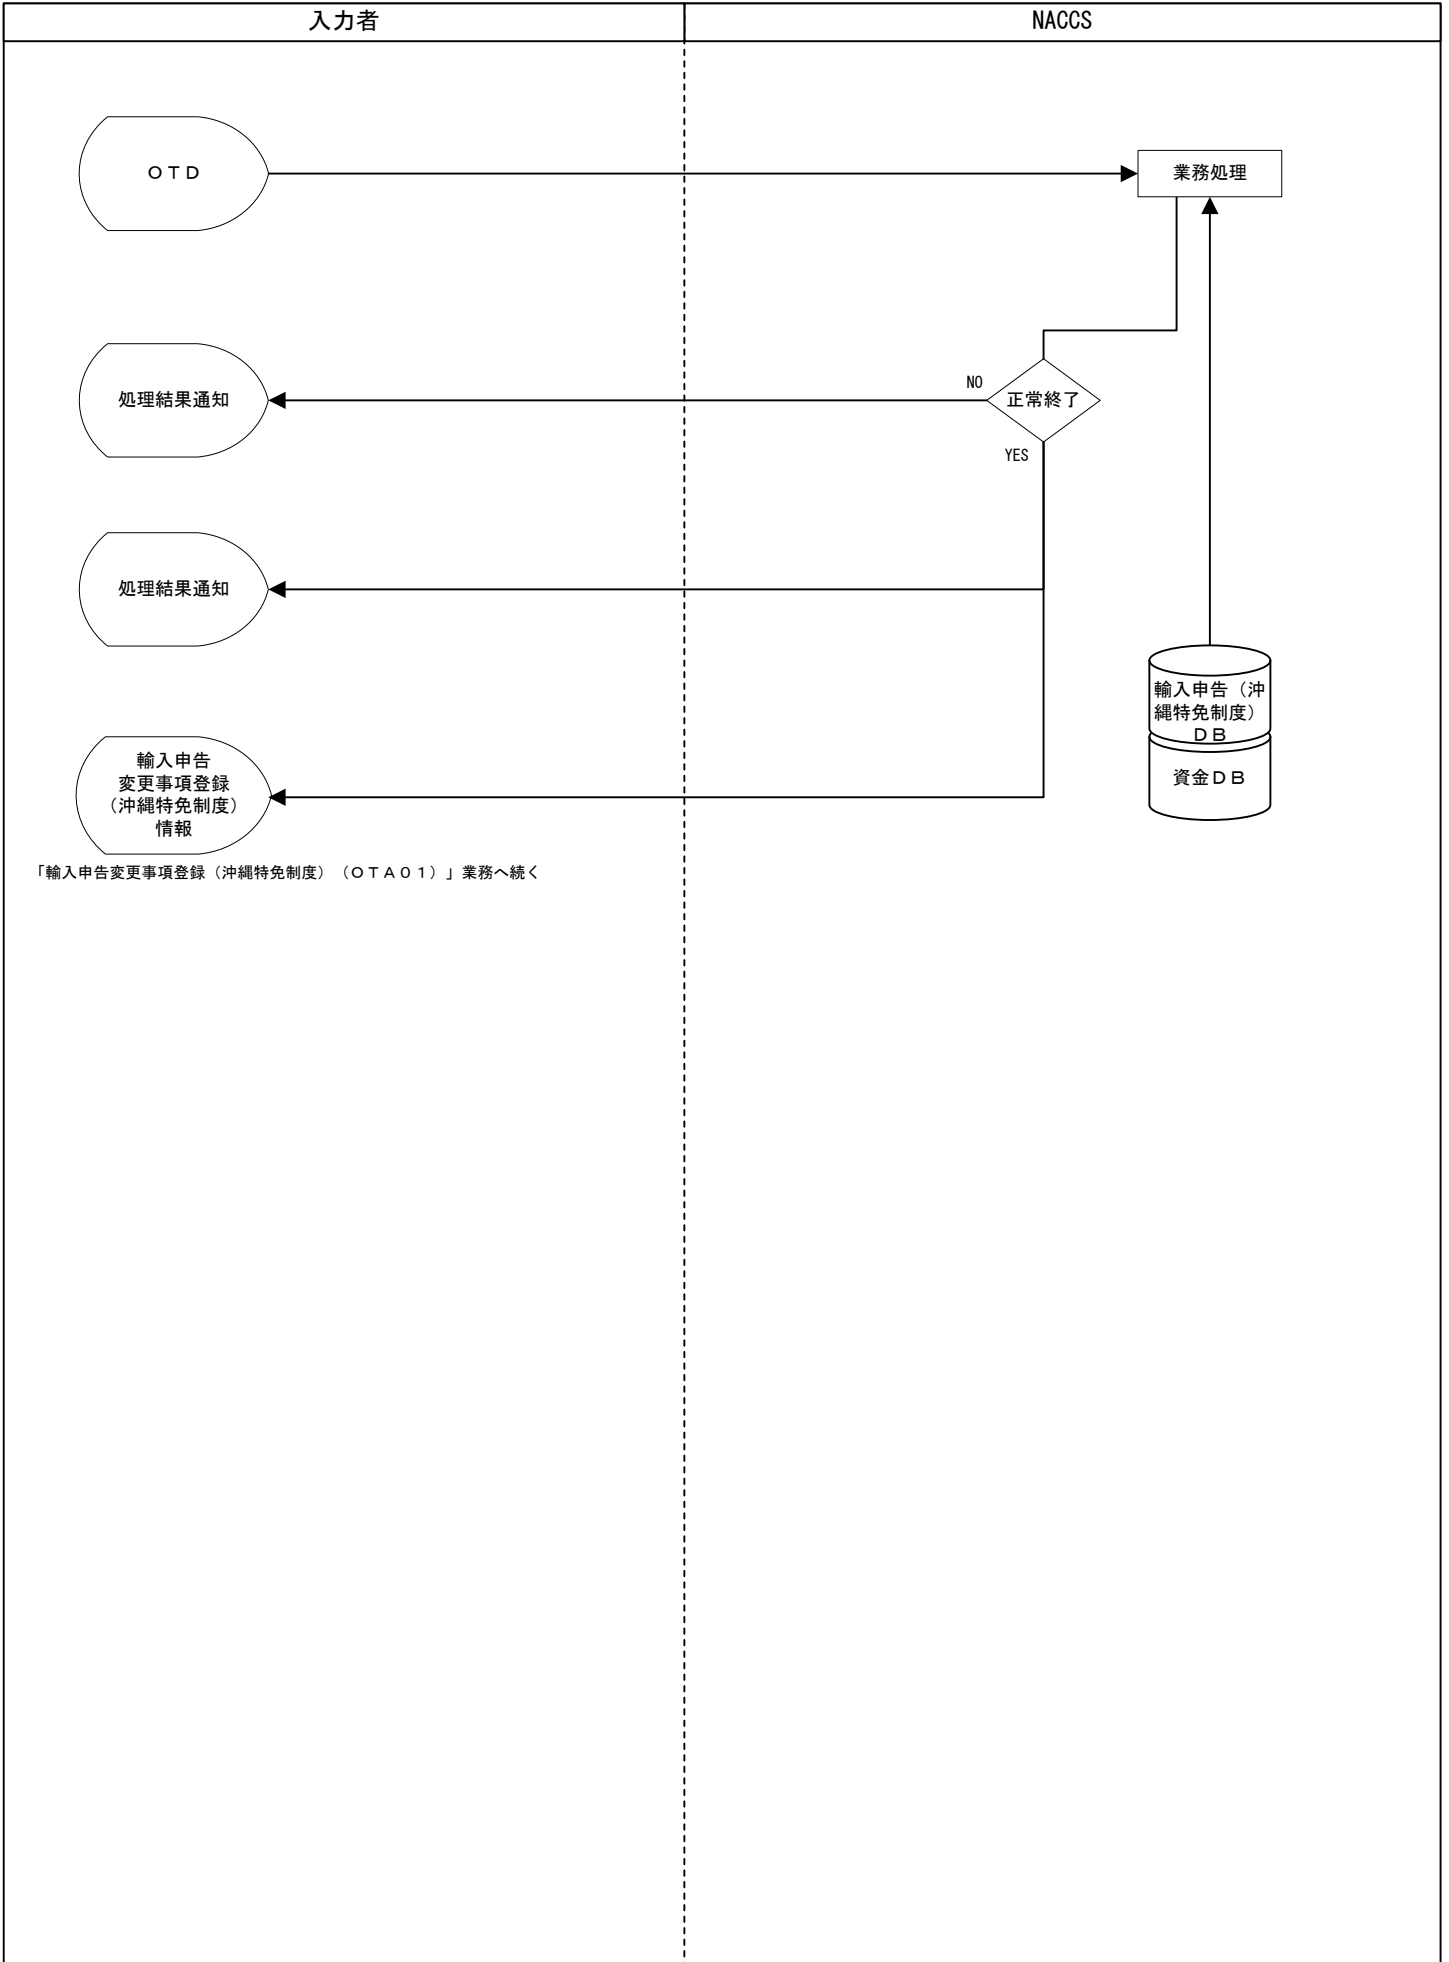 入力者
NACCS
ＯＴＤ
業務処理
処理結果通知
NO
正常終了
YES
処理結果通知
輸入申告（沖
縄特免制度）
ＤＢ
資金ＤＢ
輸入申告
変更事項登録
（沖縄特免制度）
情報
「輸入申告変更事項登録（沖縄特免制度）（ＯＴＡ０１）」業務へ続く